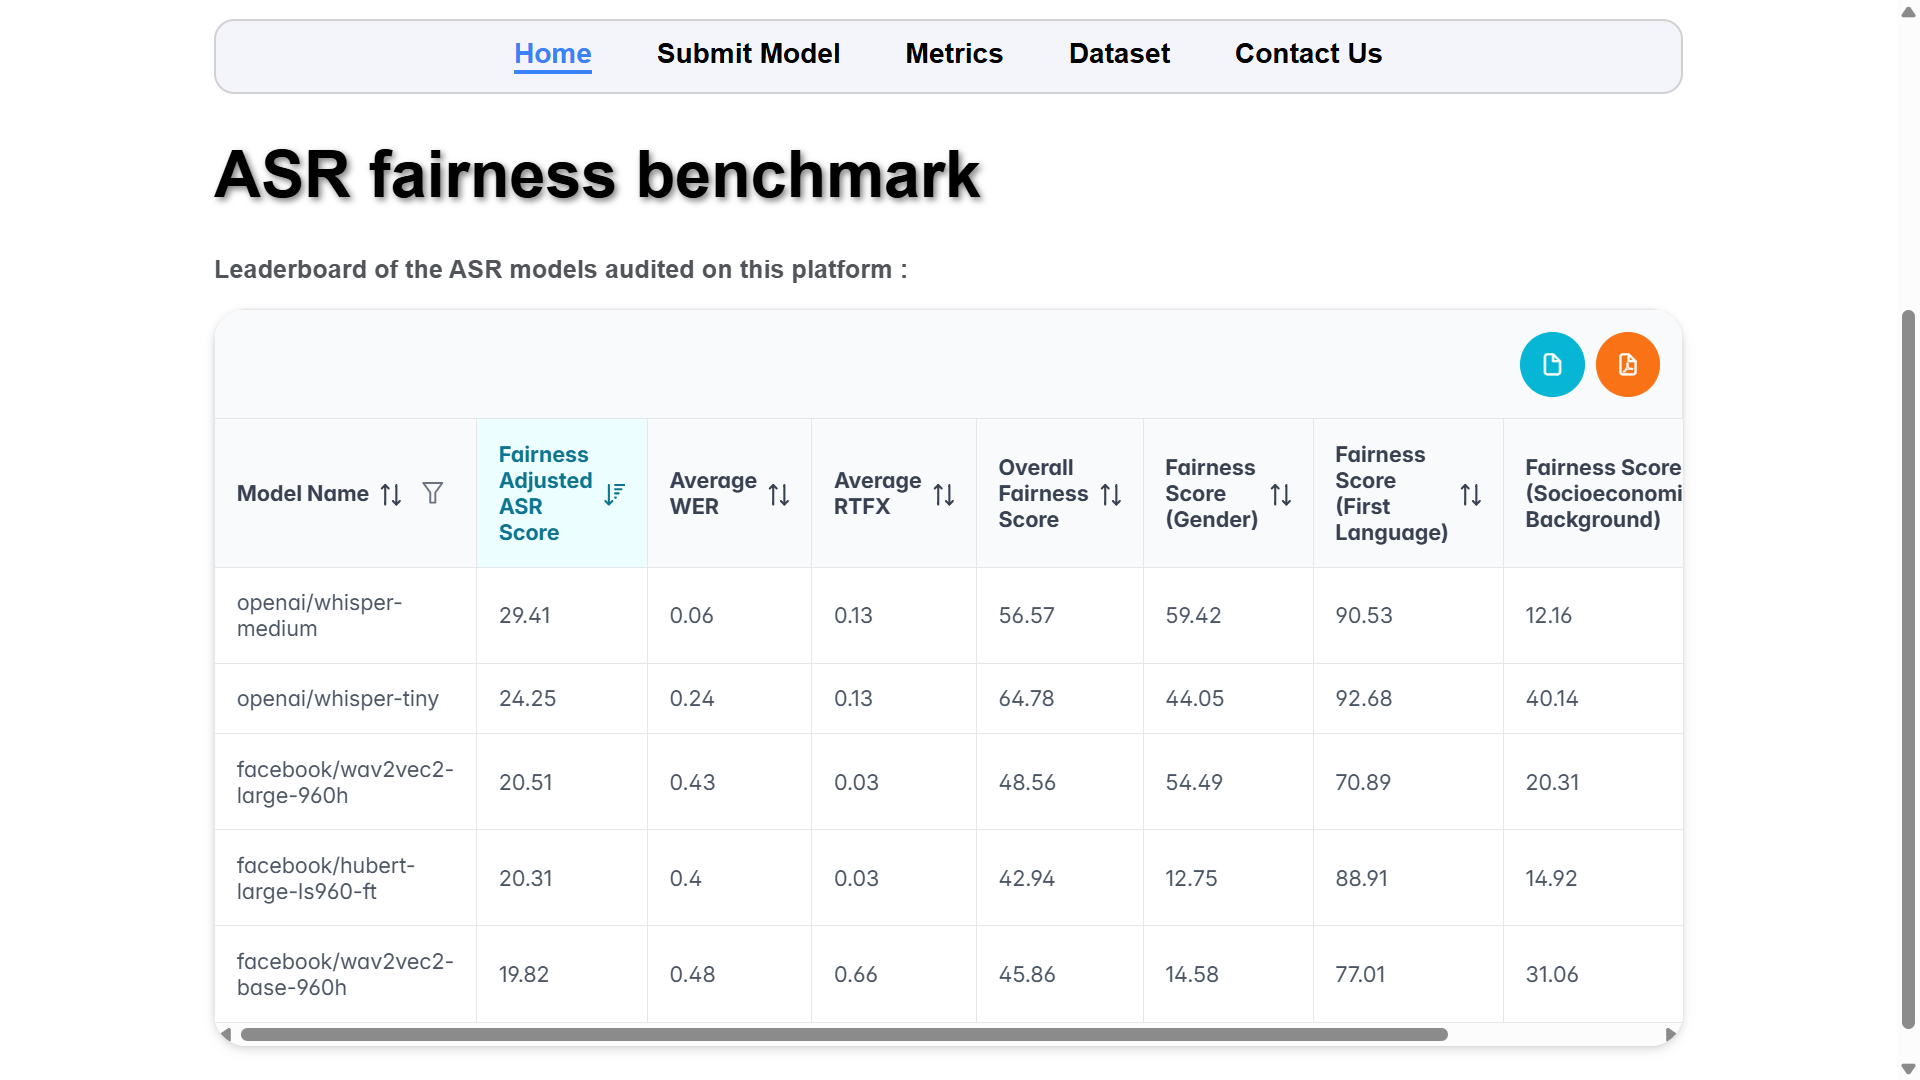 Home Submit Model Metrics Dataset Contact Us
ASR fairness benchmark
Leaderboard of the ASR models audited on this platform :
Model Name
Fairness
Adjusted
ASR
Score
Average
WER
Average
RTFX
Overall
Fairness
Score
Fairness
Score
(Gender)
Fairness
Score
(First
Language)
Fairness Score
(Socioeconomi
Background)
openai/whisper-
medium
29.41 0.06 0.13 56.57 59.42 90.53 12.16
openai/whisper-tiny 24.25 0.24 0.13 64.78 44.05 92.68 40.14
facebook/wav2vec2-
large-960h
20.51 0.43 0.03 48.56 54.49 70.89 20.31
facebook/hubert-
large-ls960-ft
20.31 0.4 0.03 42.94 12.75 88.91 14.92
facebook/wav2vec2-
base-960h
19.82 0.48 0.66 45.86 14.58 77.01 31.06